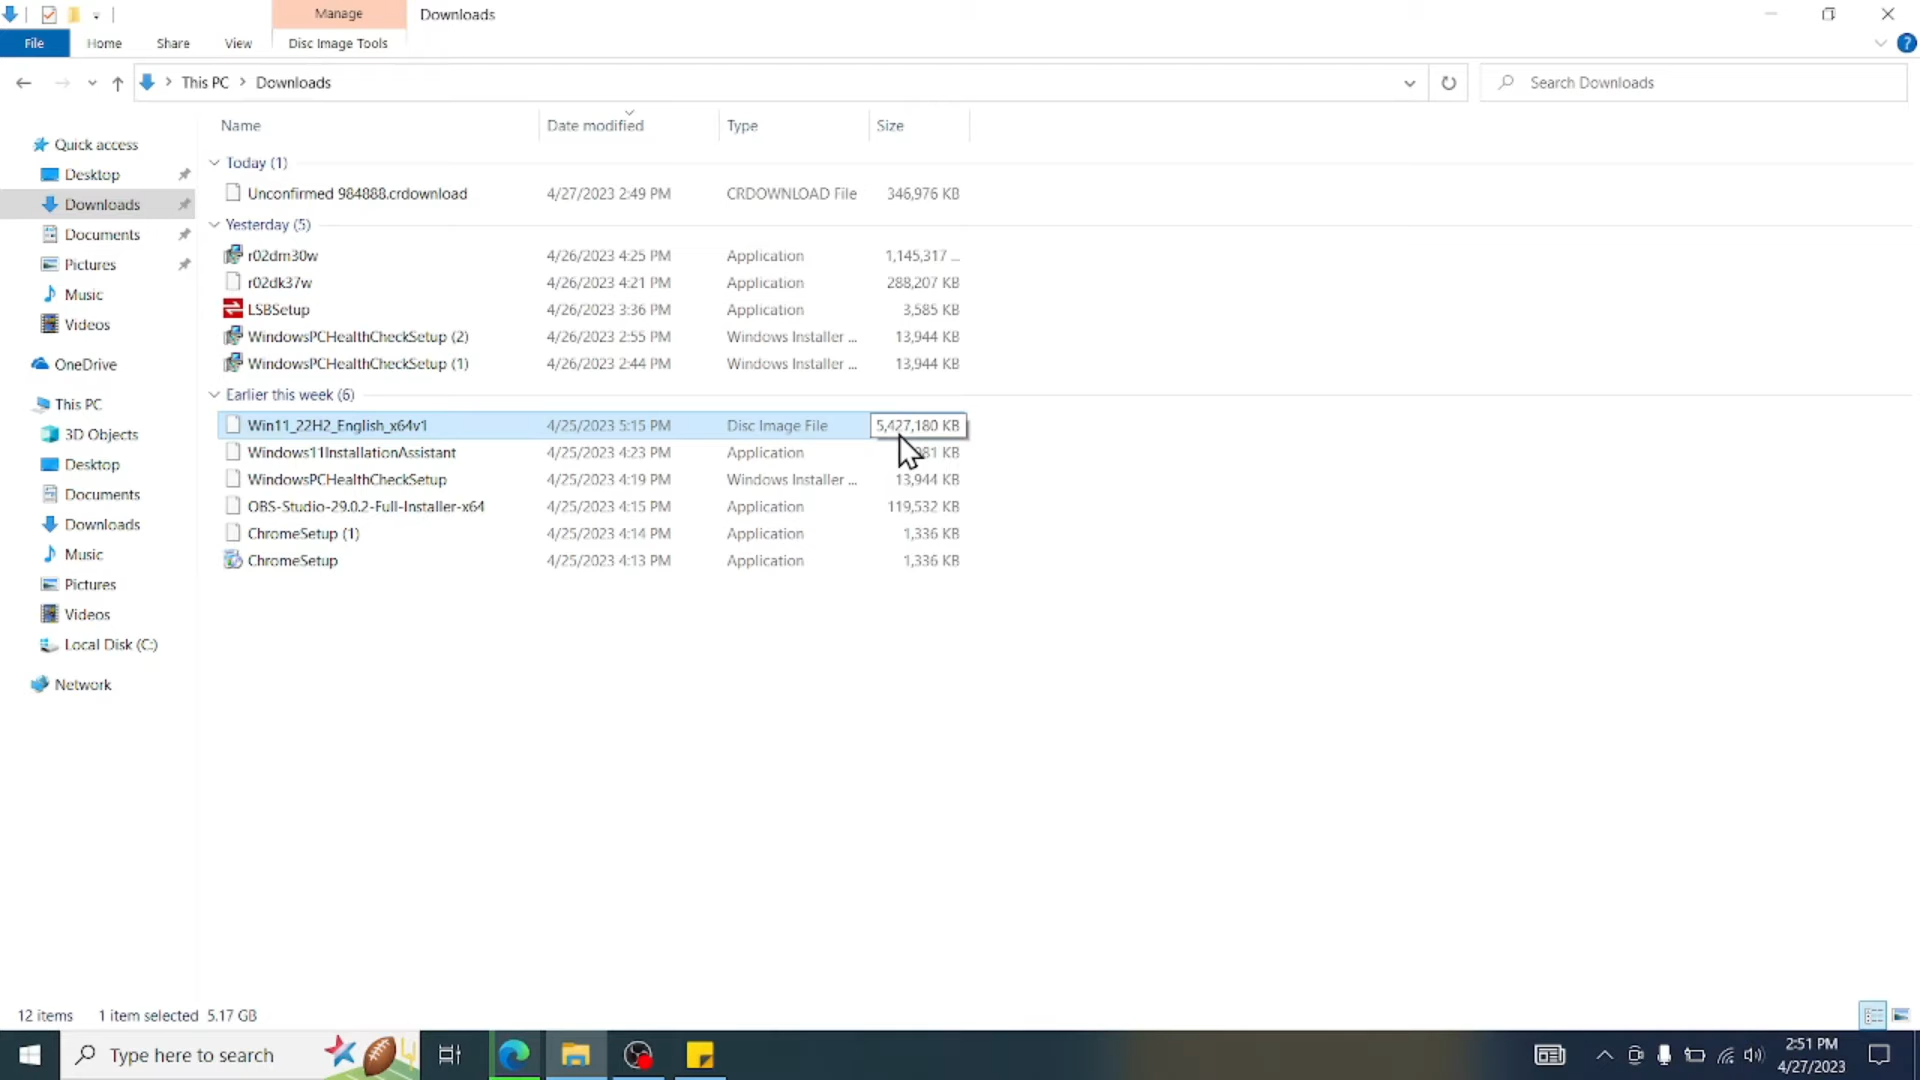 Manage
Downloads
File
Home
Share
View
Disc Image Tools
This PC
Downloads
Search Downloads
Name
Date modified
Type
Size
Quick access
Desktop
Downloads
Documents
Pictures
Music
Videos
OneDrive
This PC
3D Objects
Desktop
Documents
Downloads
Music
Pictures
Videos
Local Disk (C:)
Network
Today (1)
Unconfirmed 984888.crdownload 4/27/2023 2:49 PM CRDOWNLOAD File 346,976 KB
Yesterday (5)
r02dm30w 4/26/2023 4:25 PM Application 1,145,317 ...
r02dk37w 4/26/2023 4:21 PM Application 288,207 KB
LSBSetup 4/26/2023 3:36 PM Application 3,585 KB
WindowsPCHealthCheckSetup (2) 4/26/2023 2:55 PM Windows Installer ... 13,944 KB
WindowsPCHealthCheckSetup (1) 4/26/2023 2:44 PM Windows Installer ... 13,944 KB
Earlier this week (6)
Win11_22H2_English_x64v1 4/25/2023 5:15 PM Disc Image File 5,427,180 KB
Windows11InstallationAssistant 4/25/2023 4:23 PM Application KB
WindowsPCHealthCheckSetup 4/25/2023 4:19 PM Windows Installer ... 13,944 KB
OBS-Studio-29.0.2-Full-Installer-x64 4/25/2023 4:15 PM Application 119,532 KB
ChromeSetup (1) 4/25/2023 4:14 PM Application 1,336 KB
ChromeSetup 4/25/2023 4:13 PM Application 1,336 KB
12 items 1 item selected 5.17 GB
Type here to search
2:51 PM
4/27/2023